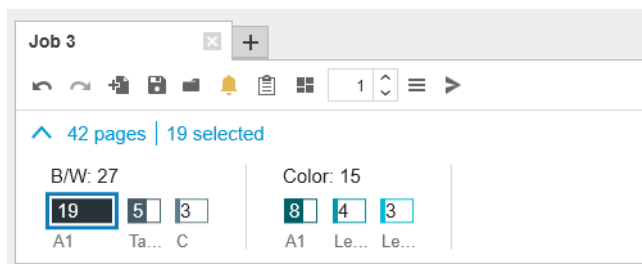 Job 3
1
42 pages 19 selected
B/W: 27 Color: 15
19 5 3 8 4 3
A1 Ta... C A1 Le... Le...